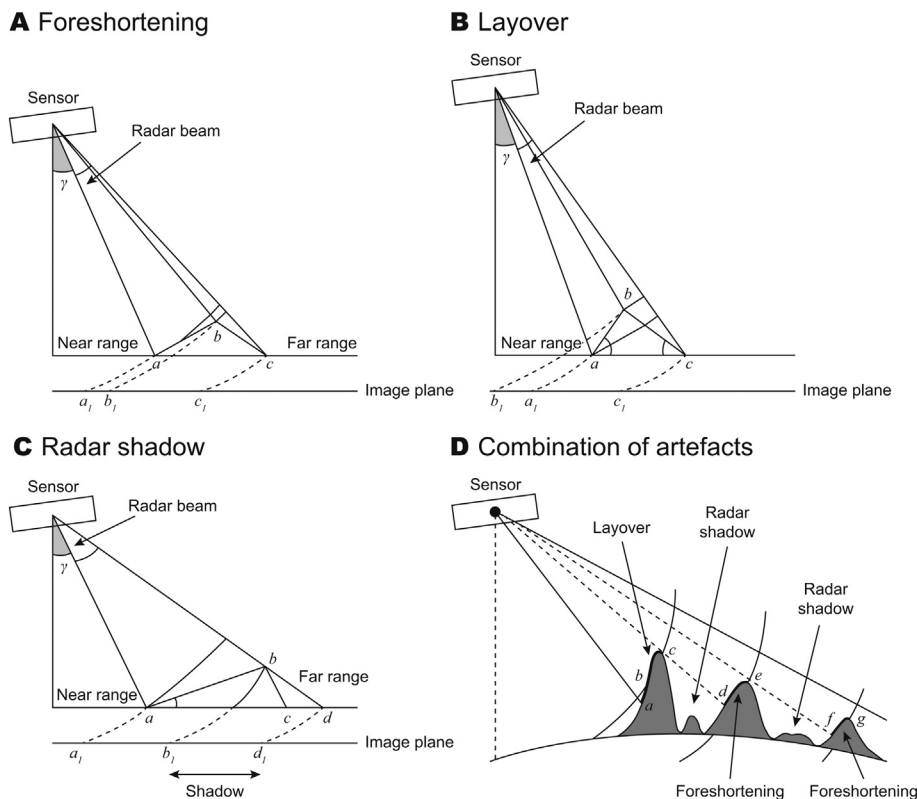 A Foreshortening
Sensor
Radar beam
γ
b
Near range
Far range
a
c
a₁ b₁ c₁
Image plane
B Layover
Sensor
Radar beam
γ
b
Near range
a
c
b₁ a₁ c₁
Image plane
C Radar shadow
Sensor
Radar beam
γ
b
Near range
Far range
a
c d
a₁ b₁ d₁
Image plane
Shadow
D Combination of artefacts
Sensor
Layover
Radar
shadow
Radar
shadow
c
b
a
d
e
f g
Foreshortening
Foreshortening